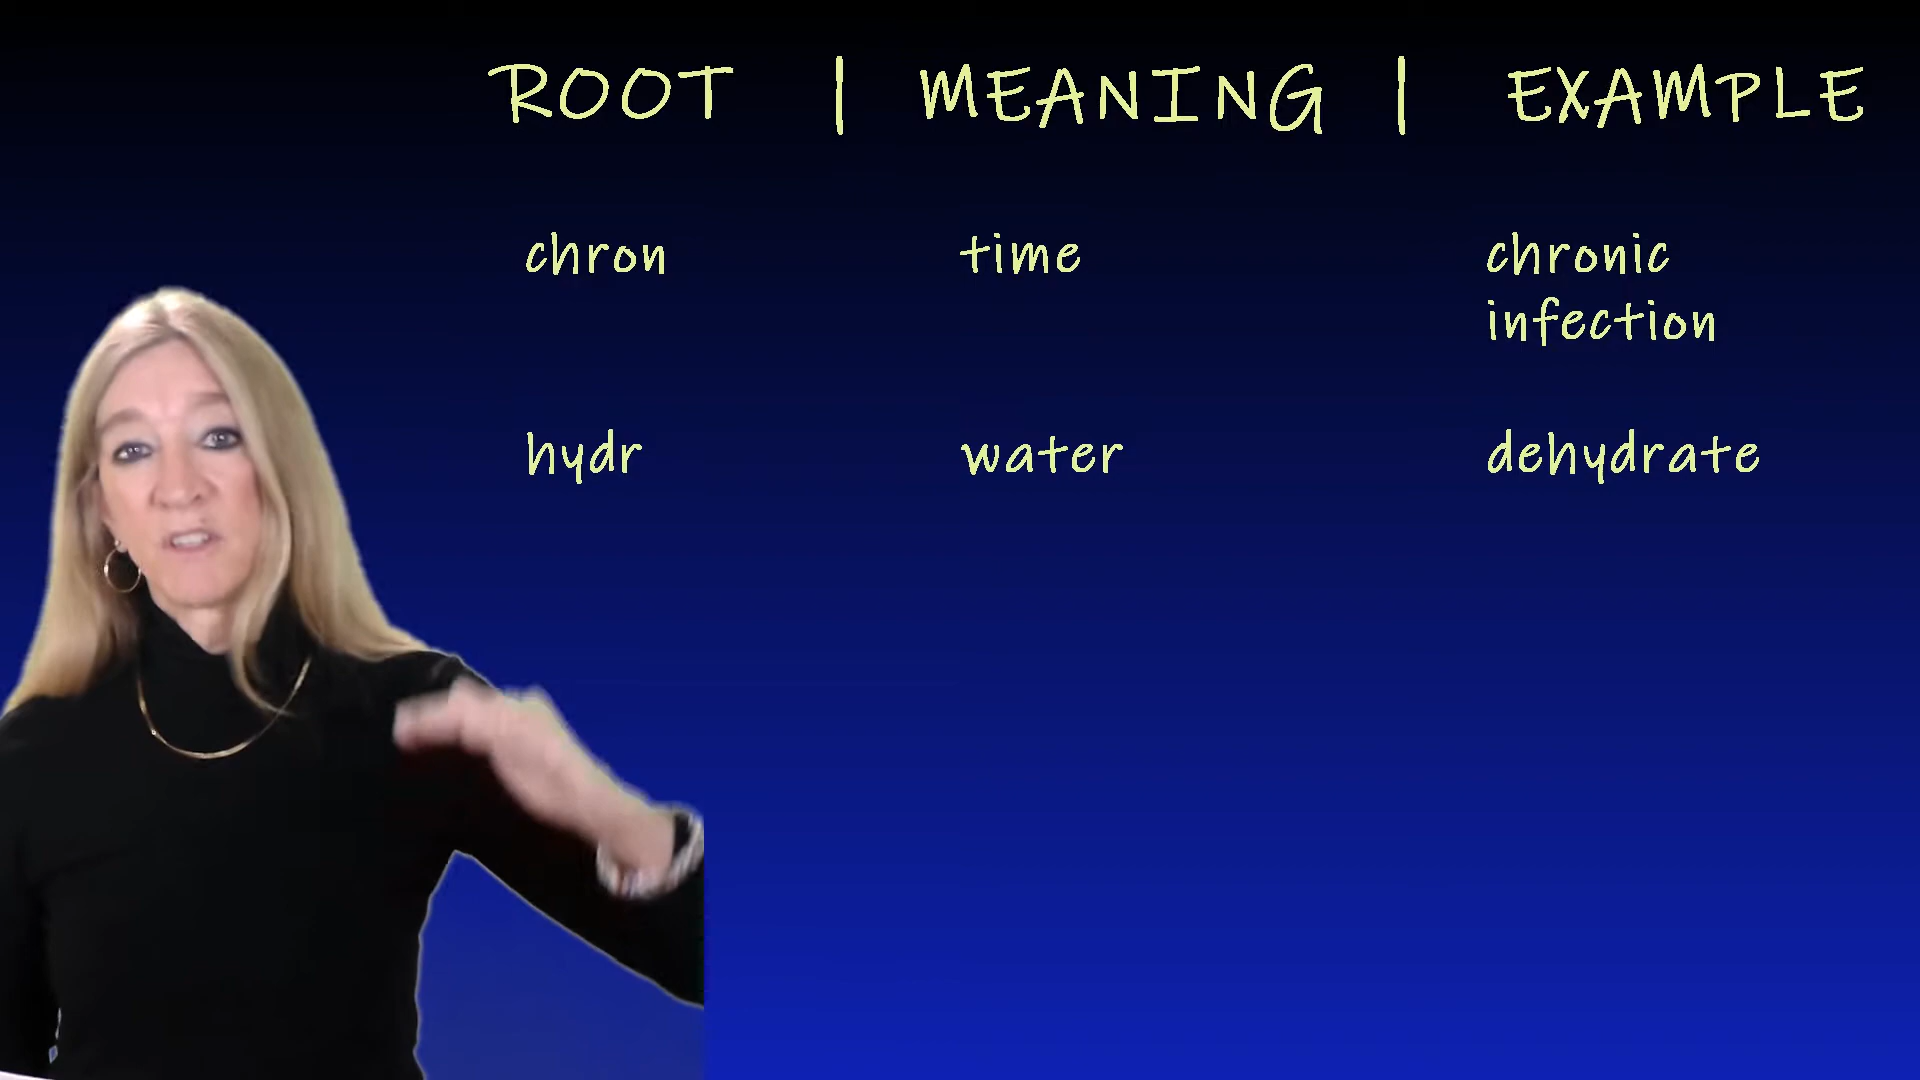 ROOT | MEANING | EXAMPLE
chron time chronic
infection
hydr water dehydrate